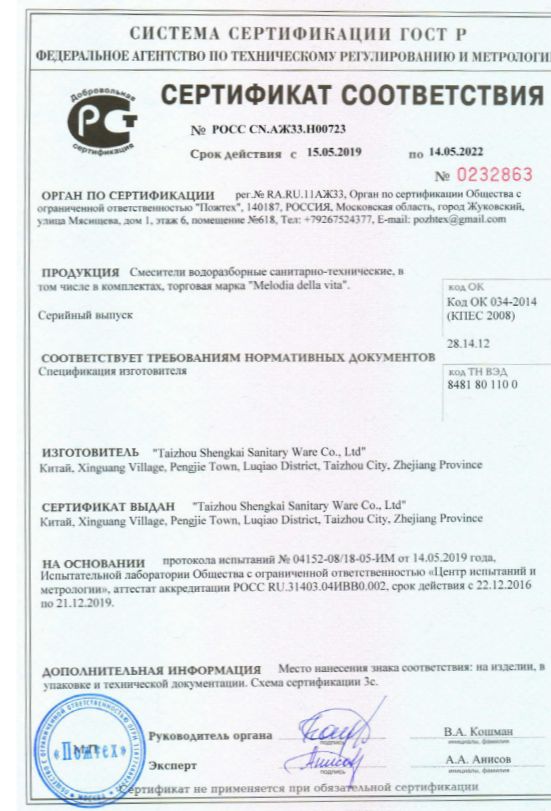 СИСТЕМА СЕРТИФИКАЦИИ ГОСТ Р
ФЕДЕРАЛЬНОЕ АГЕНТСТВО ПО ТЕХНИЧЕСКОМУ РЕГУЛИРОВАНИЮ И МЕТРОЛОГИ
Добровольная
РСТ
сертификация
СЕРТИФИКАТ СООТВЕТСТВИЯ
№ РОСС CN.АЖ33.Н00723
Срок действия с 15.05.2019 по 14.05.2022
№ 0232863
ОРГАН ПО СЕРТИФИКАЦИИ рег.№ RA.RU.11АЖ33, Орган по сертификации Общества с
ограниченной ответственностью "Пожтех", 140187, РОССИЯ, Московская область, город Жуковский,
улица Мясищева, дом 1, этаж 6, помещение №618, Тел: +79267524377, E-mail: pozhtex@gmail.com
ПРОДУКЦИЯ Смесители водоразборные санитарно-технические, в
том числе в комплектах, торговая марка "Melodia della vita".
Серийный выпуск
код ОК
Код ОК 034-2014
(КПЕС 2008)
28.14.12
СООТВЕТСТВУЕТ ТРЕБОВАНИЯМ НОРМАТИВНЫХ ДОКУМЕНТОВ
Спецификация изготовителя
код ТН ВЭД
8481 80 110 0
ИЗГОТОВИТЕЛЬ "Taizhou Shengkai Sanitary Ware Co., Ltd"
Китай, Xinguang Village, Pengjie Town, Luqiao District, Taizhou City, Zhejiang Province
СЕРТИФИКАТ ВЫДАН "Taizhou Shengkai Sanitary Ware Co., Ltd"
Китай, Xinguang Village, Pengjie Town, Luqiao District, Taizhou City, Zhejiang Province
НА ОСНОВАНИИ протокола испытаний № 04152-08/18-05-ИМ от 14.05.2019 года,
Испытательной лаборатории Общества с ограниченной ответственностью «Центр испытаний и
метрологии», аттестат аккредитации РОСС RU.31403.04ИВВ0.002, срок действия с 22.12.2016
по 21.12.2019.
ДОПОЛНИТЕЛЬНАЯ ИНФОРМАЦИЯ Место нанесения знака соответствия: на изделии, в
упаковке и технической документации. Схема сертификации 3с.
М.П.
«Пожтех»
Руководитель органа
подпись
В.А. Кошман
инициалы, фамилия
Эксперт
подпись
А.А. Анисов
инициалы, фамилия
Сертификат не применяется при обязательной сертификации